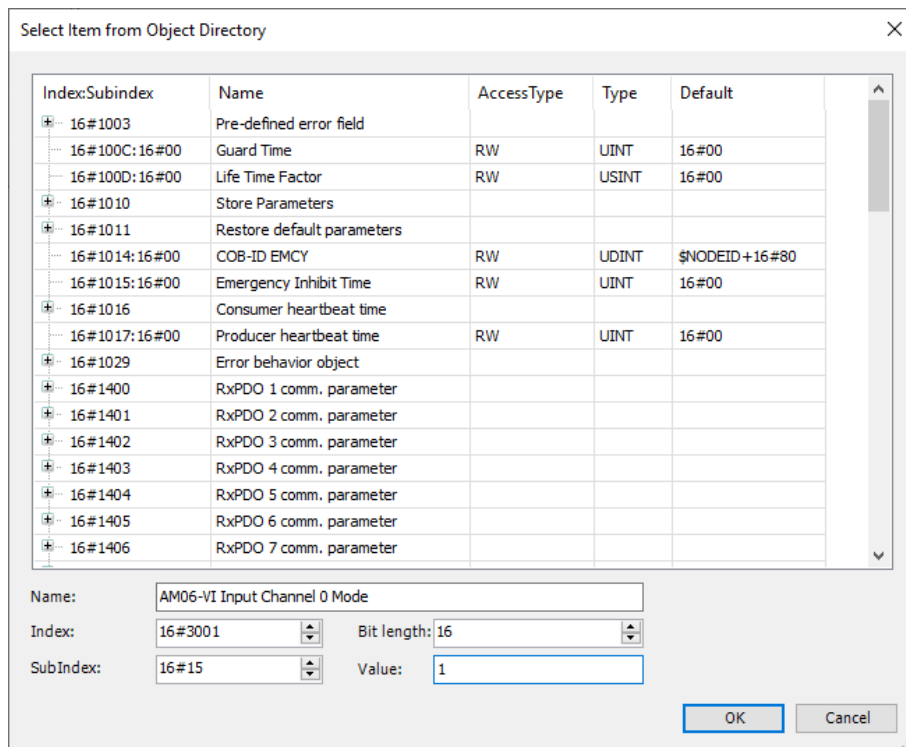 Select Item from Object Directory
Index:Subindex Name AccessType Type Default
16#1003 Pre-defined error field
16#100C:16#00 Guard Time RW UINT 16#00
16#100D:16#00 Life Time Factor RW USINT 16#00
16#1010 Store Parameters
16#1011 Restore default parameters
16#1014:16#00 COB-ID EMCY RW UDINT $NODEID+16#80
16#1015:16#00 Emergency Inhibit Time RW UINT 16#00
16#1016 Consumer heartbeat time
16#1017:16#00 Producer heartbeat time RW UINT 16#00
16#1029 Error behavior object
16#1400 RxPDO 1 comm. parameter
16#1401 RxPDO 2 comm. parameter
16#1402 RxPDO 3 comm. parameter
16#1403 RxPDO 4 comm. parameter
16#1404 RxPDO 5 comm. parameter
16#1405 RxPDO 6 comm. parameter
16#1406 RxPDO 7 comm. parameter
Name: AM06-VI Input Channel 0 Mode
Index: 16#3001 Bit length: 16
SubIndex: 16#15 Value: 1
OK Cancel